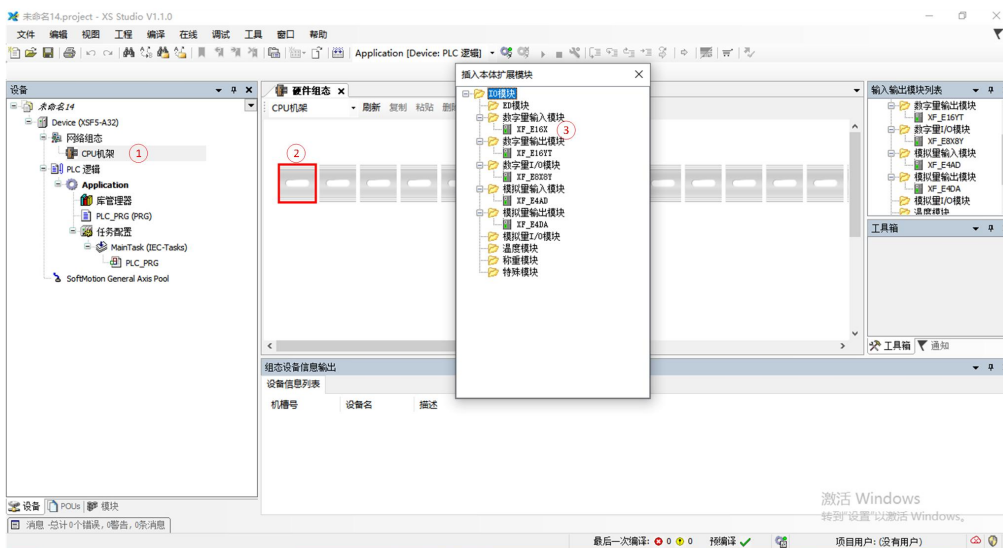 未命名14.project - XS Studio V1.1.0
文件 编辑 视图 工程 编译 在线 调试 工具 窗口 帮助
Application [Device: PLC 逻辑]
设备
未命名14
Device (XSF5-A32)
网络组态
CPU机架 ①
PLC 逻辑
Application
库管理器
PLC_PRG (PRG)
任务配置
MainTask (IEC-Tasks)
PLC_PRG
SoftMotion General Axis Pool
设备 POUs 模块
硬件组态
CPU机架 刷新 复制 粘贴
②
插入本体扩展模块
IO模块
ED模块
数字量输入模块
XF_E16X ③
数字量输出模块
XF_E16YT
数字量I/O模块
XF_E8X8Y
模拟量输入模块
XF_E4AD
模拟量输出模块
XF_E4DA
模拟量I/O模块
温度模块
称重模块
特殊模块
输入输出模块列表
数字量输出模块
XF_E16YT
数字量I/O模块
XF_E8X8Y
模拟量输入模块
XF_E4AD
模拟量输出模块
XF_E4DA
模拟量I/O模块
温度模块
工具箱
工具箱 通知
组态设备信息输出
设备信息列表
机槽号 设备名 描述
激活 Windows
转到"设置"以激活 Windows。
消息 -总计0个错误, 0警告, 0条消息
最后一次编译: 0 0 预编译 项目用户: (没有用户)